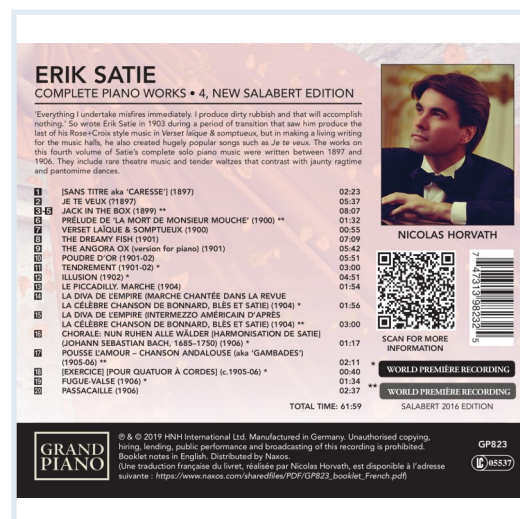 ERIK SATIE
COMPLETE PIANO WORKS • 4, NEW SALABERT EDITION
'Everything I undertake misfires immediately. I produce dirty rubbish and that will accomplish
nothing.' So wrote Erik Satie in 1903 during a period of transition that saw him produce the
last of his Rose+Croix style music in Verset laïque & somptueux, but in making a living writing
for the music halls, he also created hugely popular songs such as Je te veux. The works on
this fourth volume of Satie's complete solo piano music were written between 1897 and
1906. They include rare theatre music and tender waltzes that contrast with jaunty ragtime
and pantomime dances.
1 [SANS TITRE aka 'CARESSE'] (1897) 02:23
2 JE TE VEUX (?1897) 05:37
3-5 JACK IN THE BOX (1899) ** 08:07
6 PRÉLUDE DE 'LA MORT DE MONSIEUR MOUCHE' (1900) ** 01:32
7 VERSET LAÏQUE & SOMPTUEUX (1900) 00:55
8 THE DREAMY FISH (1901) 07:09
9 THE ANGORA OX (version for piano) (1901) 05:42
10 POUDRE D'OR (1901-02) 05:51
11 TENDREMENT (1901-02) * 03:00
12 ILLUSION (1902) * 04:51
13 LE PICCADILLY. MARCHE (1904) 01:54
14 LA DIVA DE L'EMPIRE (MARCHE CHANTÉE DANS LA REVUE
LA CÉLÈBRE CHANSON DE BONNARD, BLÈS ET SATIE) (1904) * 01:56
15 LA DIVA DE L'EMPIRE (INTERMEZZO AMÉRICAIN D'APRÈS
LA CÉLÈBRE CHANSON DE BONNARD, BLÈS ET SATIE) (1904) ** 03:00
16 CHORALE: NUN RUHEN ALLE WÄLDER [HARMONISATION DE SATIE]
(JOHANN SEBASTIAN BACH, 1685–1750) (1906) * 01:17
17 POUSSE L'AMOUR – CHANSON ANDALOUSE (aka 'GAMBADES')
(1905-06) ** 02:11
18 [EXERCICE] [POUR QUATUOR À CORDES] (c.1905-06) * 00:40
19 FUGUE-VALSE (1906) * 01:34
20 PASSACAILLE (1906) 02:37
TOTAL TIME: 61:59
NICOLAS HORVATH
7 47313 98232 5
SCAN FOR MORE
INFORMATION
* WORLD PREMIÈRE RECORDING
** WORLD PREMIÈRE RECORDING
SALABERT 2016 EDITION
GRAND
PIANO
℗ & © 2019 HNH International Ltd. Manufactured in Germany. Unauthorised copying,
hiring, lending, public performance and broadcasting of this recording is prohibited.
Booklet notes in English. Distributed by Naxos.
(Une traduction française du livret, réalisée par Nicolas Horvath, est disponible à l'adresse
suivante : https://www.naxos.com/sharedfiles/PDF/GP823_booklet_French.pdf)
GP823
LC 05537